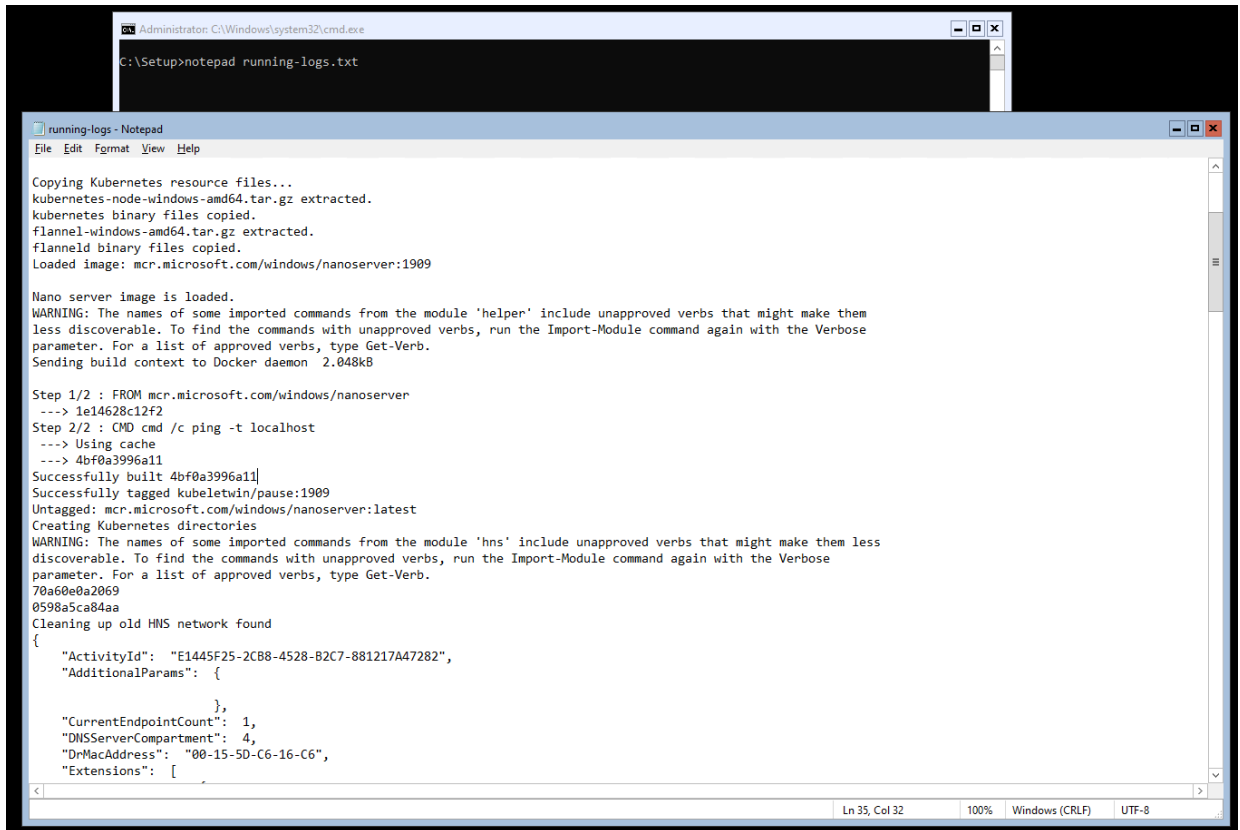 Administrator: C:\Windows\system32\cmd.exe
C:\Setup>notepad running-logs.txt
running-logs - Notepad
File Edit Format View Help
Copying Kubernetes resource files...
kubernetes-node-windows-amd64.tar.gz extracted.
kubernetes binary files copied.
flannel-windows-amd64.tar.gz extracted.
flanneld binary files copied.
Loaded image: mcr.microsoft.com/windows/nanoserver:1909
Nano server image is loaded.
WARNING: The names of some imported commands from the module 'helper' include unapproved verbs that might make them
less discoverable. To find the commands with unapproved verbs, run the Import-Module command again with the Verbose
parameter. For a list of approved verbs, type Get-Verb.
Sending build context to Docker daemon  2.048kB
Step 1/2 : FROM mcr.microsoft.com/windows/nanoserver
 ---> 1e14628c12f2
Step 2/2 : CMD cmd /c ping -t localhost
 ---> Using cache
 ---> 4bf0a3996a11
Successfully built 4bf0a3996a11
Successfully tagged kubeletwin/pause:1909
Untagged: mcr.microsoft.com/windows/nanoserver:latest
Creating Kubernetes directories
WARNING: The names of some imported commands from the module 'hns' include unapproved verbs that might make them less
discoverable. To find the commands with unapproved verbs, run the Import-Module command again with the Verbose
parameter. For a list of approved verbs, type Get-Verb.
70a60e0a2069
0598a5ca84aa
Cleaning up old HNS network found
{
    "ActivityId":  "E1445F25-2CB8-4528-B2C7-881217A47282",
    "AdditionalParams":  {
                         },
    "CurrentEndpointCount":  1,
    "DNSServerCompartment":  4,
    "DrMacAddress":  "00-15-5D-C6-16-C6",
    "Extensions":  [
Ln 35, Col 32 100% Windows (CRLF) UTF-8